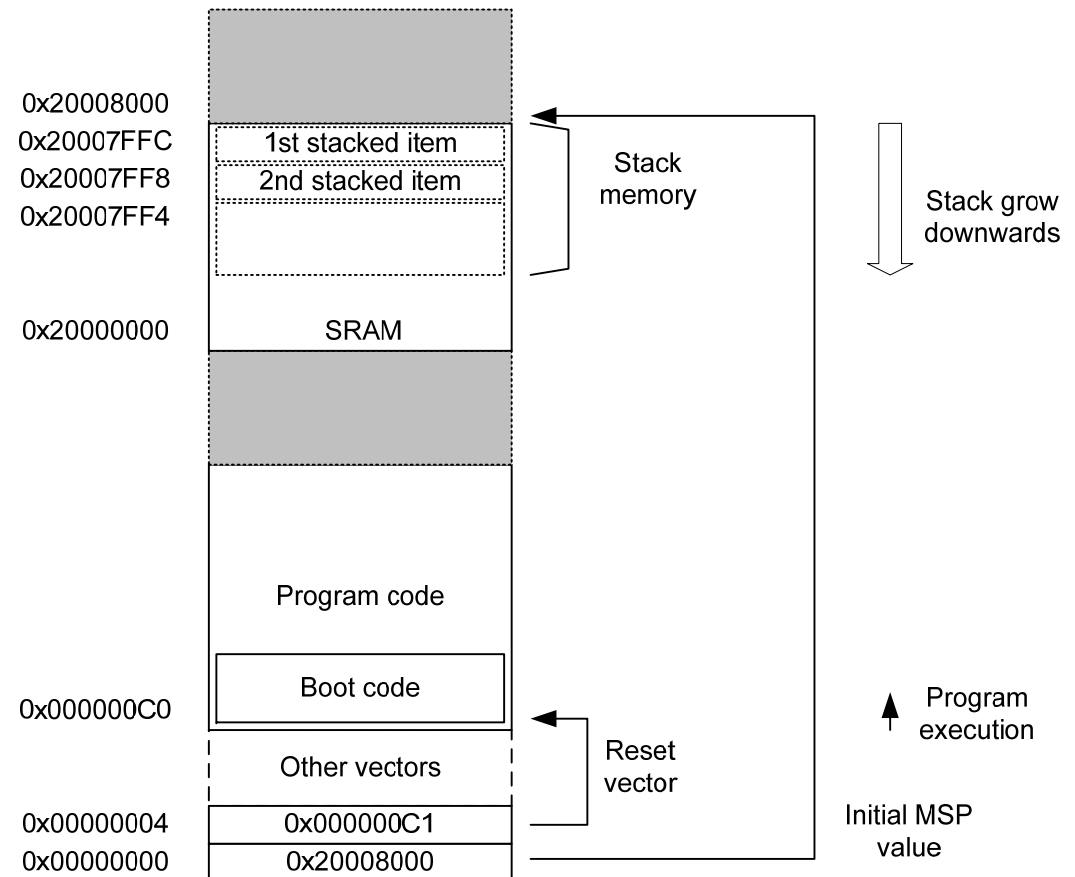 0x20008000
0x20007FFC
1st stacked item
0x20007FF8
2nd stacked item
0x20007FF4
Stack
memory
Stack grow
downwards
0x20000000
SRAM
Program code
Boot code
0x000000C0
Program
execution
Other vectors
Reset
vector
0x00000004
0x000000C1
Initial MSP
value
0x00000000
0x20008000